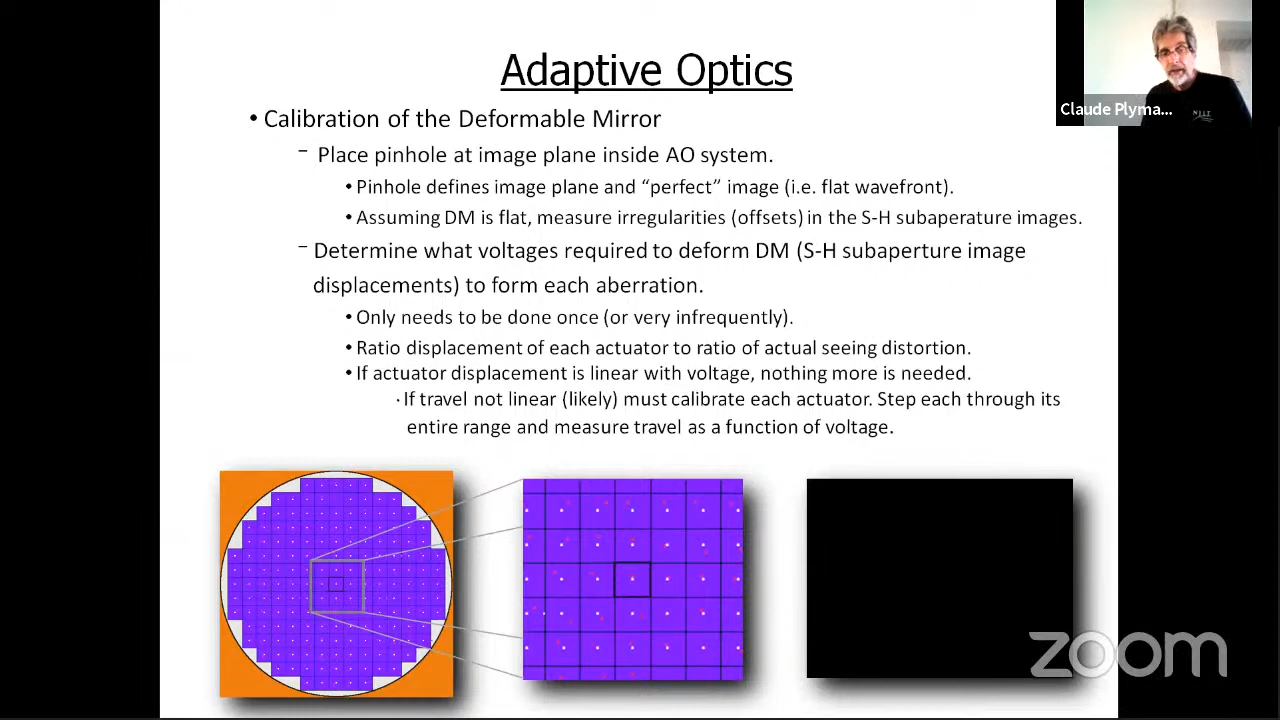 Adaptive Optics
• Calibration of the Deformable Mirror
– Place pinhole at image plane inside AO system.
• Pinhole defines image plane and “perfect” image (i.e. flat wavefront).
• Assuming DM is flat, measure irregularities (offsets) in the S-H subaperature images.
– Determine what voltages required to deform DM (S-H subaperture image
displacements) to form each aberration.
• Only needs to be done once (or very infrequently).
• Ratio displacement of each actuator to ratio of actual seeing distortion.
• If actuator displacement is linear with voltage, nothing more is needed.
· If travel not linear (likely) must calibrate each actuator. Step each through its
entire range and measure travel as a function of voltage.
Claude Plyma...
NJIT
zoom